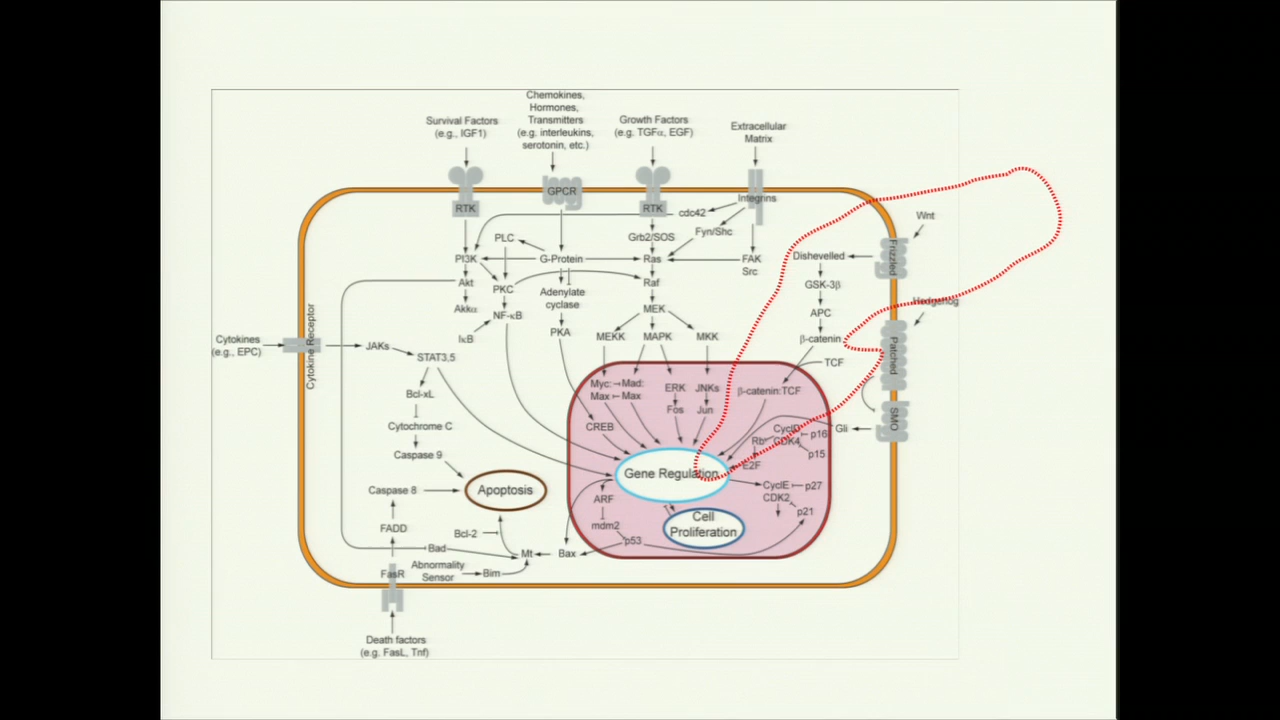 Chemokines,
Hormones,
Transmitters
(e.g. interleukins,
serotonin, etc.)
Survival Factors
(e.g., IGF1)
Growth Factors
(e.g. TGFα, EGF)
Extracellular
Matrix
RTK
GPCR
RTK
Integrins
cdc42
Wnt
PLC
Grb2/SOS
Fyn/Shc
Frizzled
PI3K
G-Protein
Ras
FAK
Src
Dishevelled
Akt
PKC
Adenylate
cyclase
Raf
GSK-3β
Akkα
NF-κB
MEK
APC
Hedgehog
IκB
PKA
MEKK
MAPK
MKK
β-catenin
Patched
Cytokines
(e.g., EPC)
Cytokine Receptor
JAKs
STAT3,5
TCF
Myc:
Max
Mad:
Max
ERK
JNKs
β-catenin:TCF
Bcl-xL
Fos
Jun
SMO
Cytochrome C
CREB
CyclD
CDK4
p16
Gli
Rb
p15
Caspase 9
E2F
Gene Regulation
Caspase 8
Apoptosis
ARF
CyclE
CDK2
p27
p21
FADD
Bcl-2
mdm2
Cell
Proliferation
p53
Bad
Mt
Bax
FasR
Abnormality
Sensor
Bim
Death factors
(e.g. FasL, Tnf)